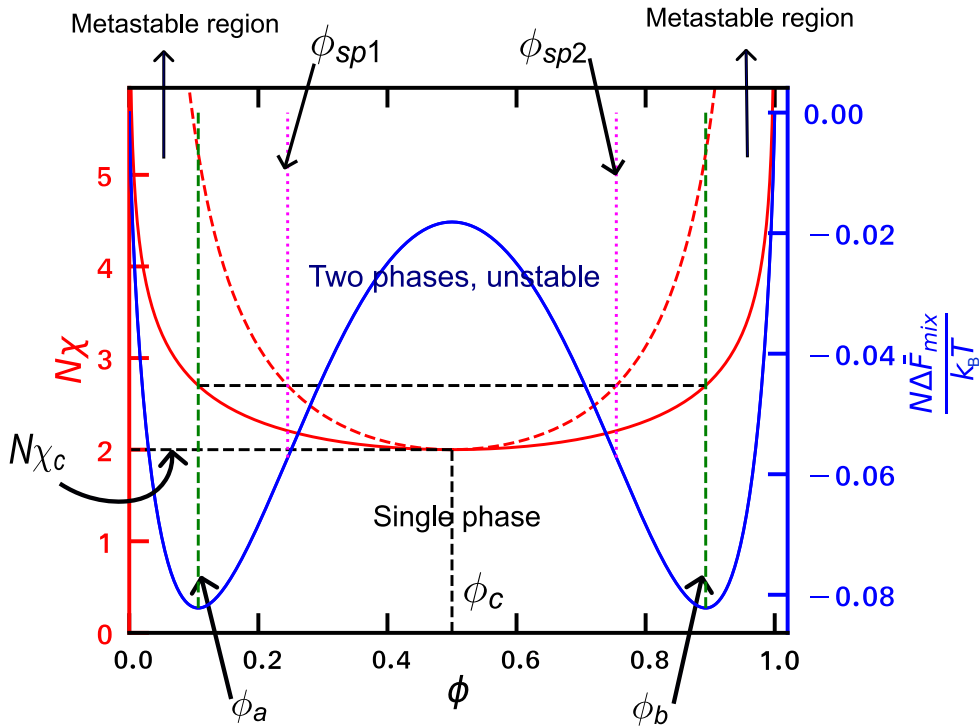 Metastable region
Metastable region
ϕsp1
ϕsp2
5
4
3
2
1
0
Nχ
Nχc
0.00
−0.02
−0.04
−0.06
−0.08
NΔF̄mix
kBT
Two phases, unstable
Single phase
ϕc
0.0
0.2
0.4
0.6
0.8
1.0
ϕ
ϕa
ϕb